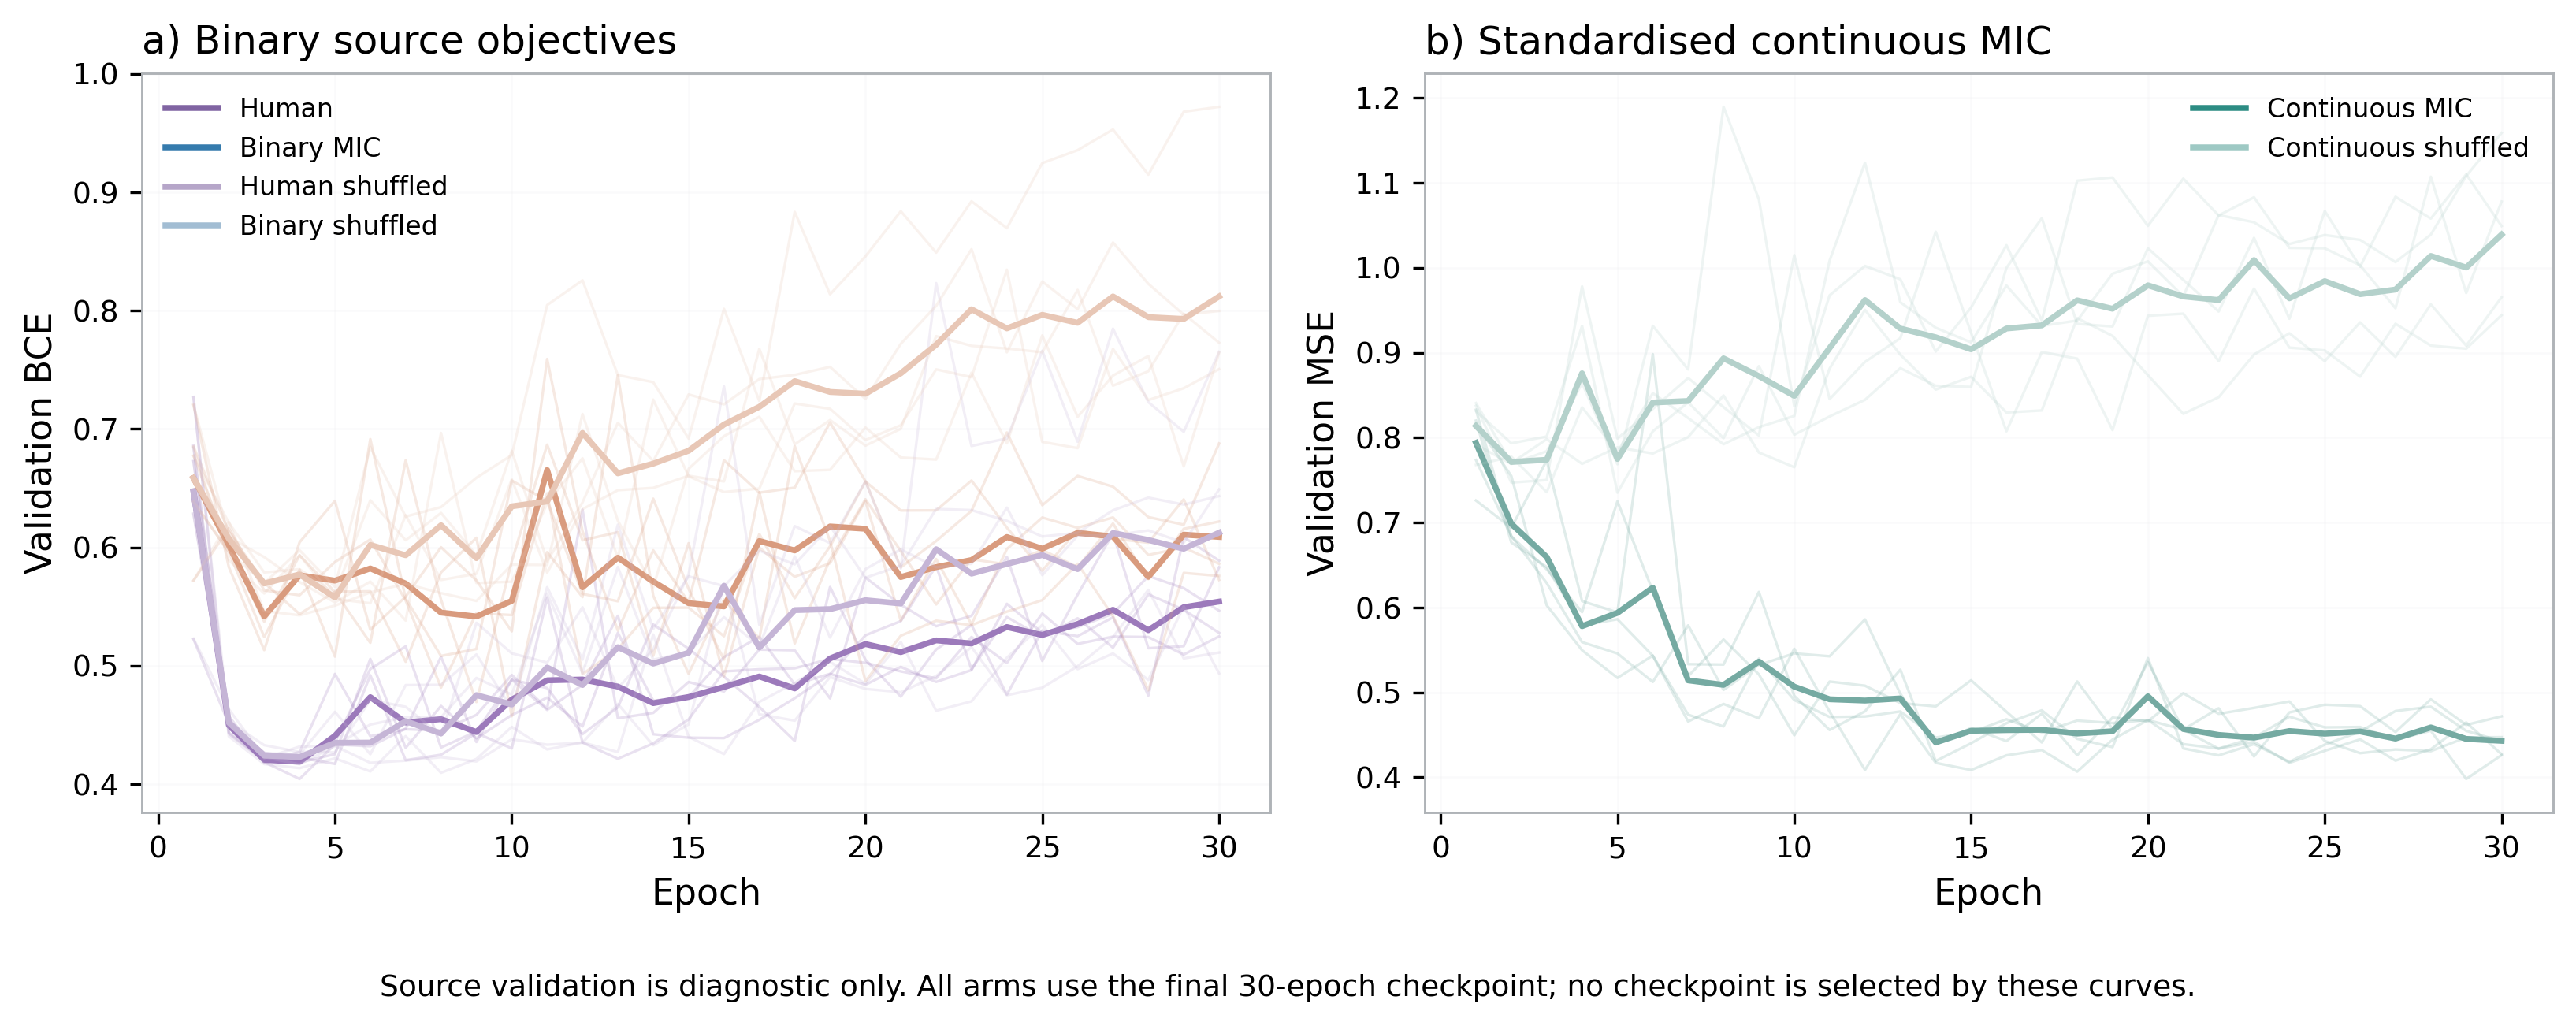 a) Binary source objectives
1.0
0.9
0.8
0.7
0.6
0.5
0.4
Validation BCE
Human
Binary MIC
Human shuffled
Binary shuffled
0 5 10 15 20 25 30
Epoch
b) Standardised continuous MIC
1.2
1.1
1.0
0.9
0.8
0.7
0.6
0.5
0.4
Validation MSE
Continuous MIC
Continuous shuffled
0 5 10 15 20 25 30
Epoch
Source validation is diagnostic only. All arms use the final 30-epoch checkpoint; no checkpoint is selected by these curves.